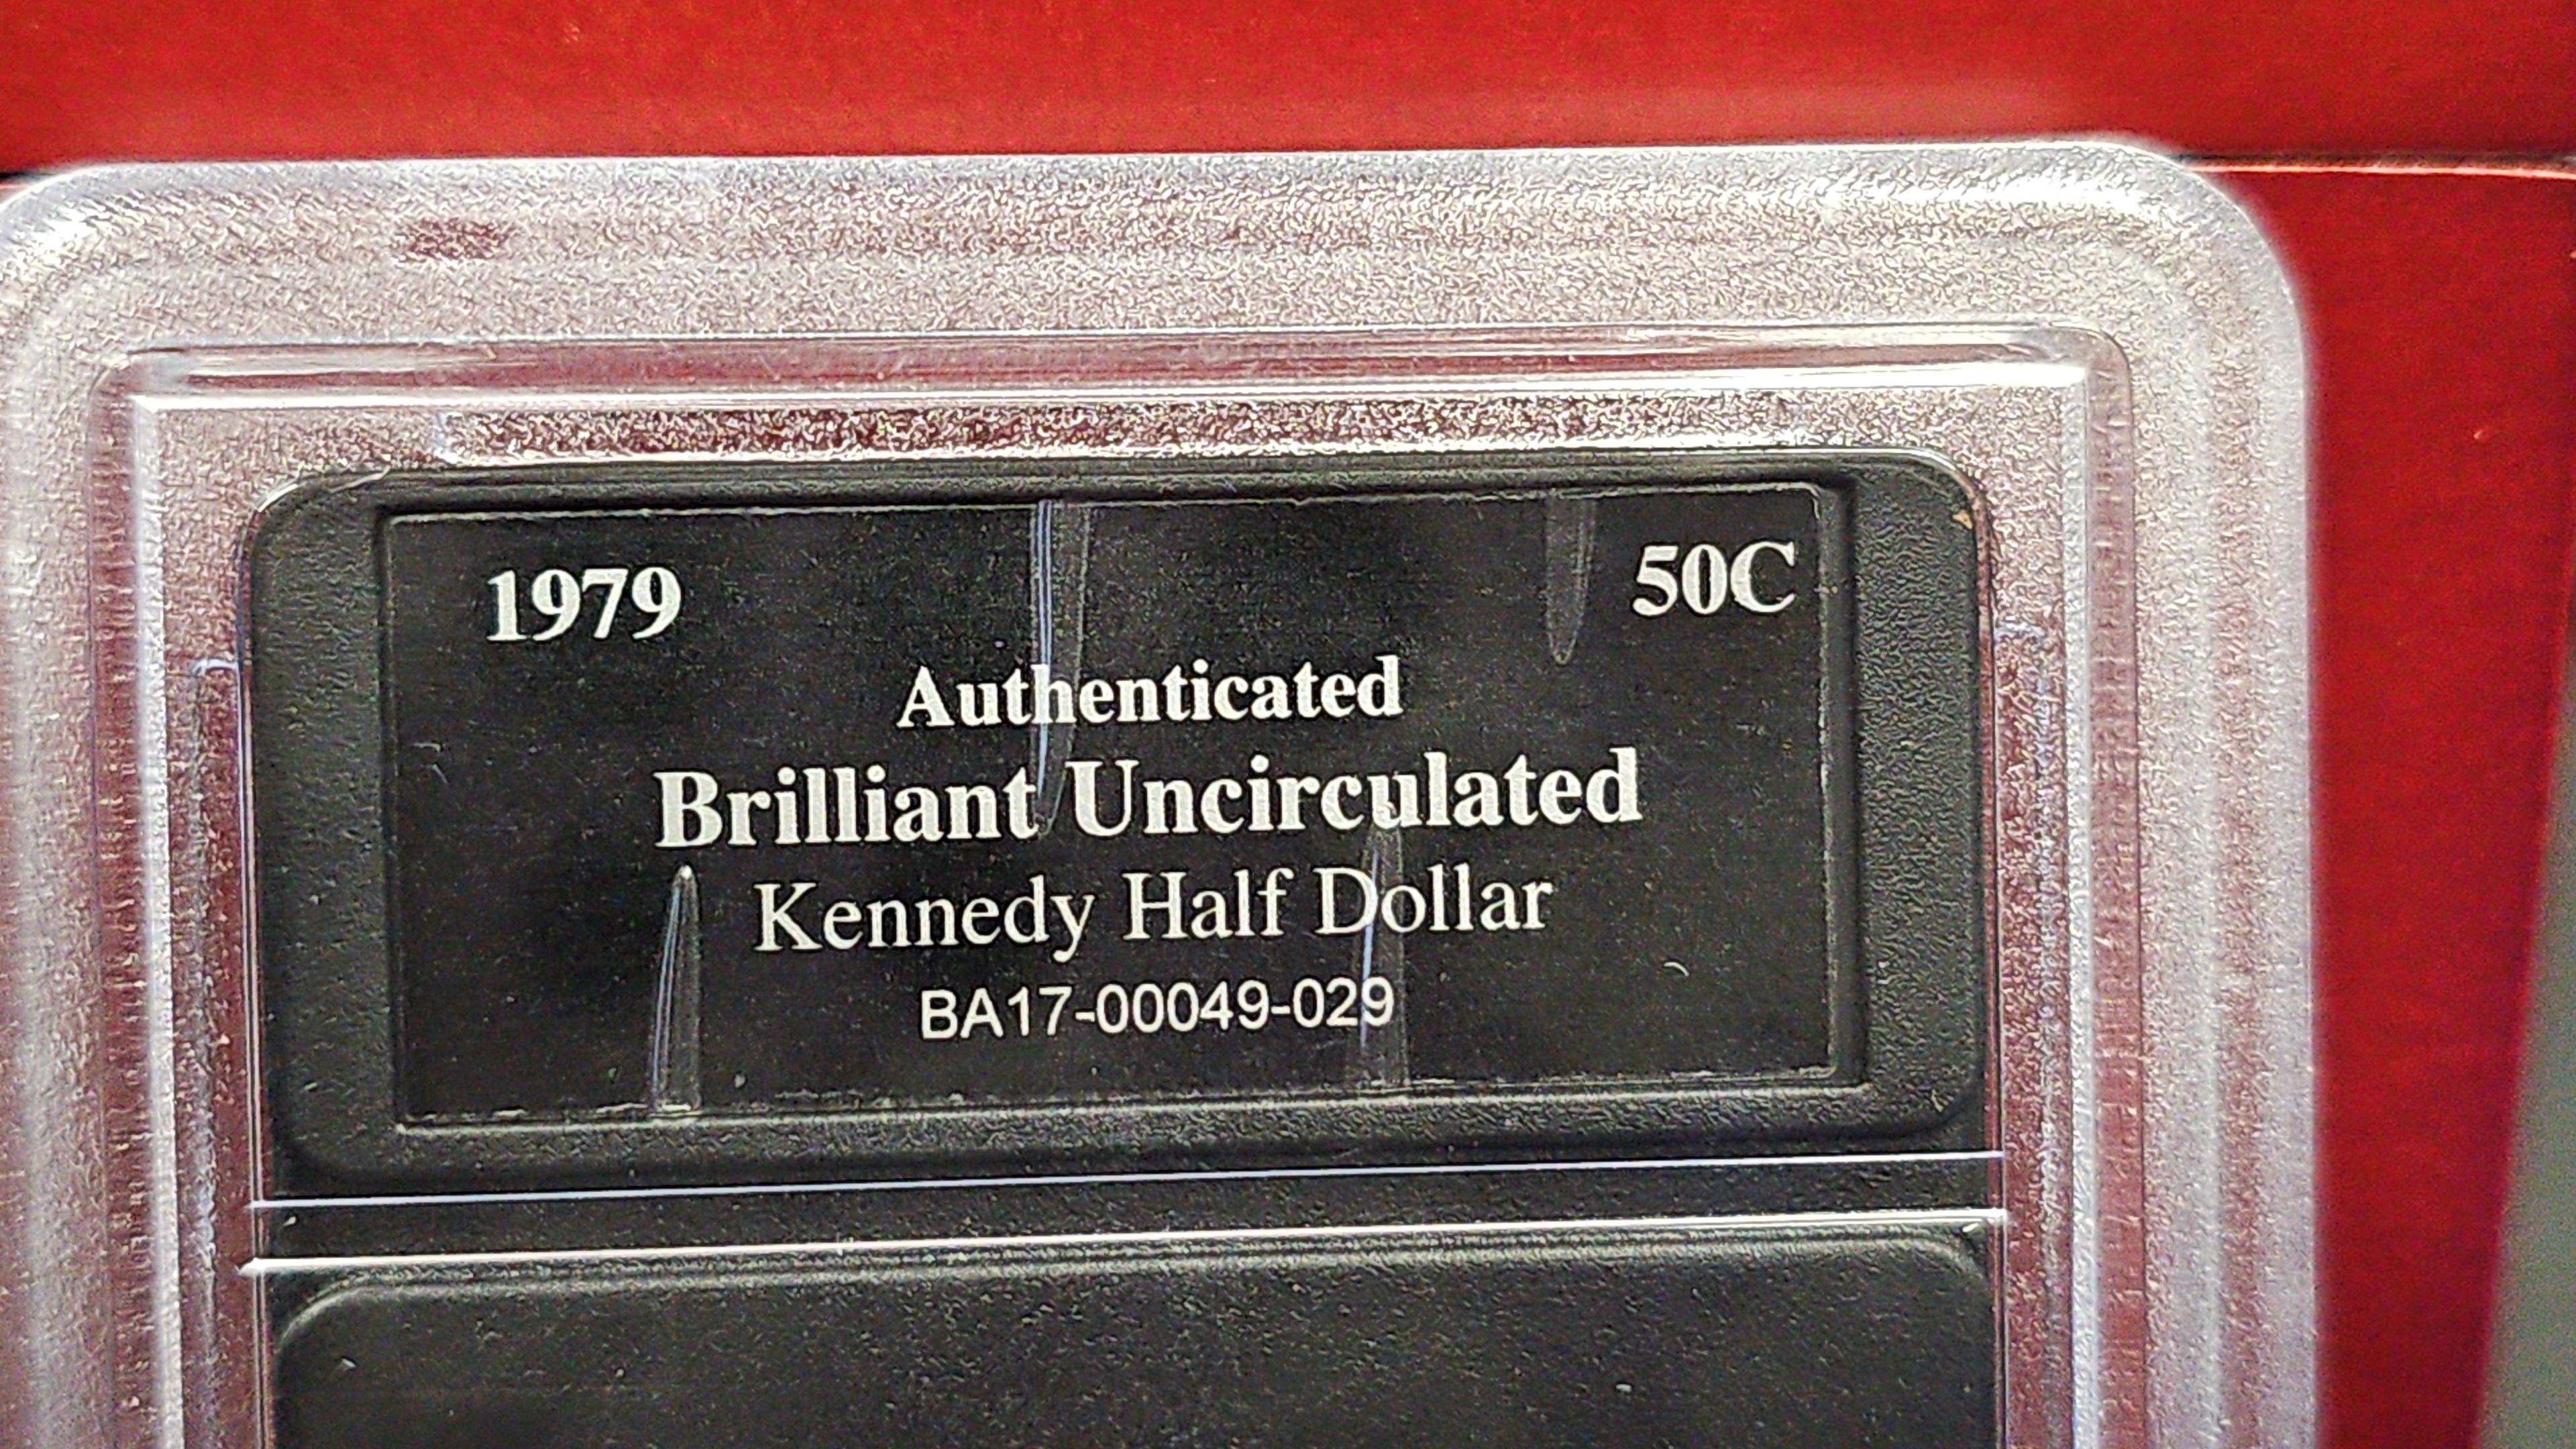 1979 50C
Authenticated
Brilliant Uncirculated
Kennedy Half Dollar
BA17-00049-029